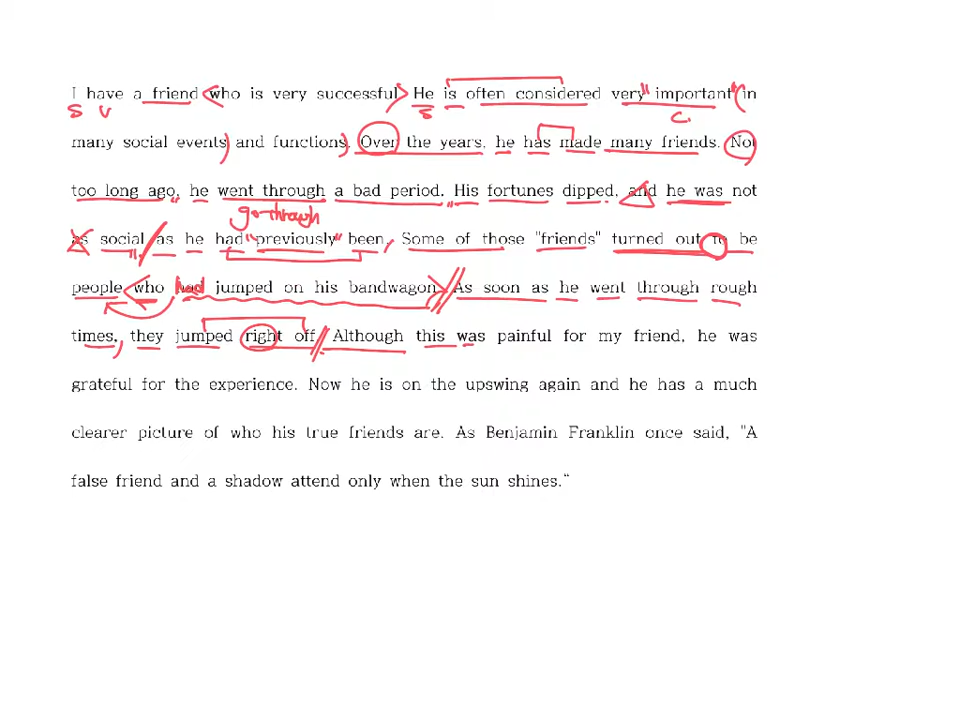 I have a friend who is very successful. He is often considered very important in
S V S C.
many social events and functions. Over the years, he has made many friends. Not
too long ago, he went through a bad period. His fortunes dipped, and he was not
go-through
as social as he had previously been. Some of those "friends" turned out to be
people who had jumped on his bandwagon. As soon as he went through rough
times, they jumped right off. Although this was painful for my friend, he was
grateful for the experience. Now he is on the upswing again and he has a much
clearer picture of who his true friends are. As Benjamin Franklin once said, "A
false friend and a shadow attend only when the sun shines."